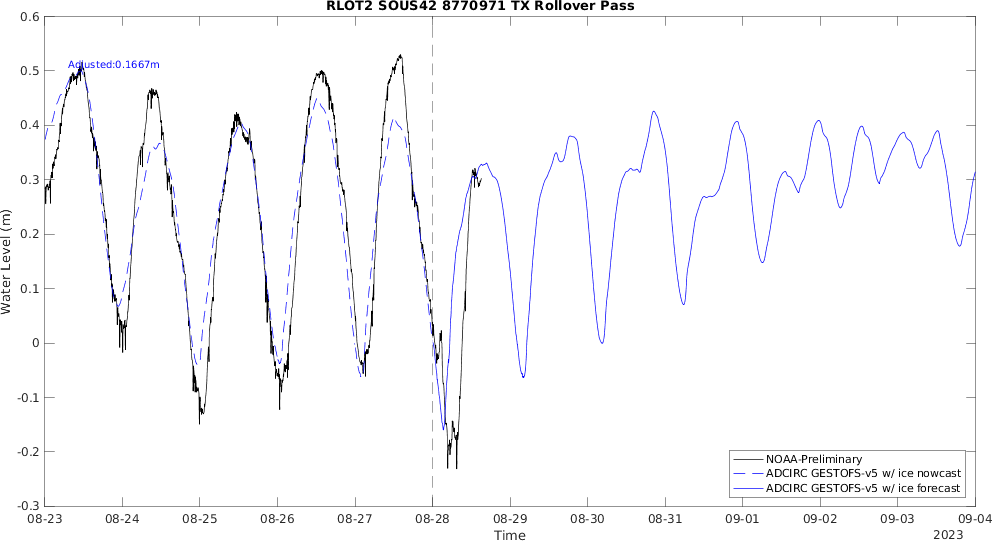 RLOT2 SOUS42 8770971 TX Rollover Pass
Adjusted:0.1667m
0.6
0.5
0.4
0.3
0.2
0.1
0
-0.1
-0.2
-0.3
Water Level (m)
NOAA-Preliminary
ADCIRC GESTOFS-v5 w/ ice nowcast
ADCIRC GESTOFS-v5 w/ ice forecast
08-23 08-24 08-25 08-26 08-27 08-28 08-29 08-30 08-31 09-01 09-02 09-03 09-04
Time
2023